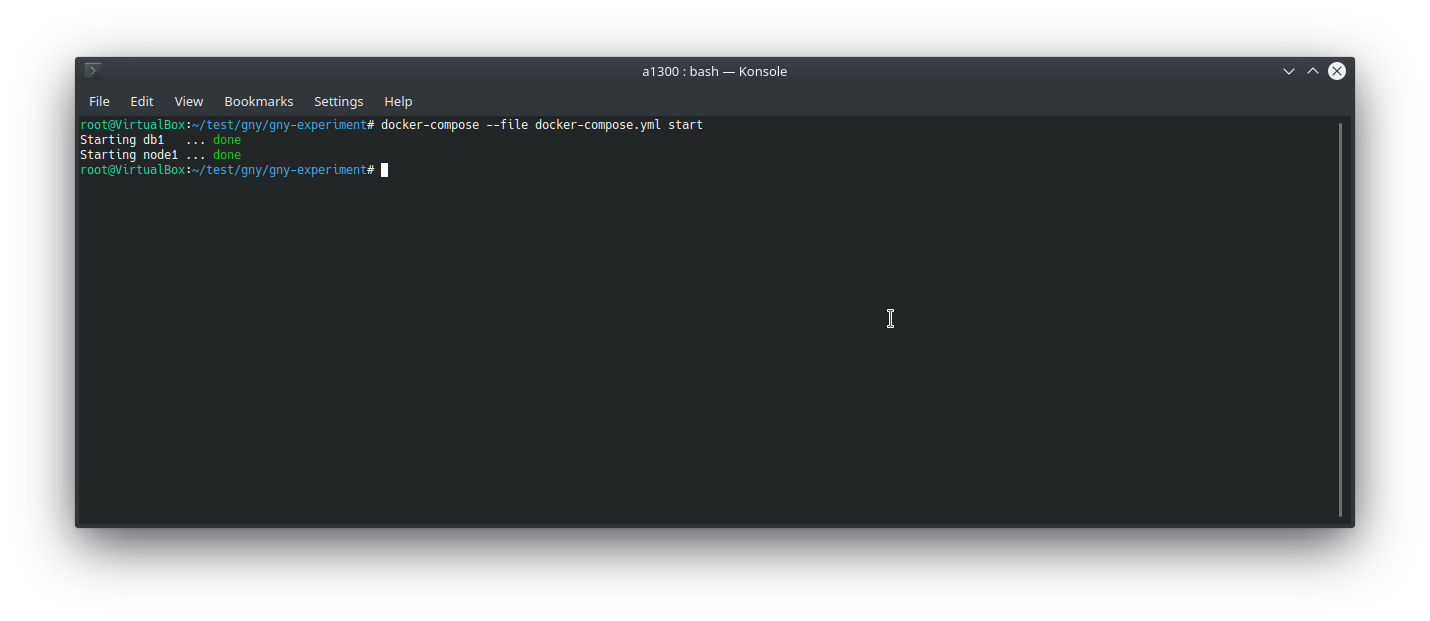 a1300 : bash — Konsole
File Edit View Bookmarks Settings Help
root@VirtualBox:~/test/gny/gny-experiment# docker-compose --file docker-compose.yml start
Starting db1   ... done
Starting node1 ... done
root@VirtualBox:~/test/gny/gny-experiment#